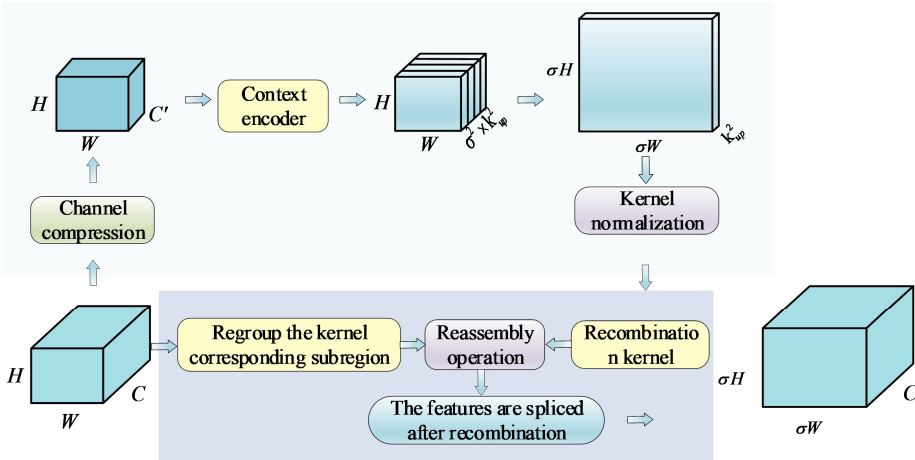 H
C'
W
Context
encoder
H
W
σ² × k²up
σH
σW
k²up
Channel
compression
Kernel
normalization
H
W
C
Regroup the kernel
corresponding subregion
Reassembly
operation
Recombinatio
n kernel
The features are spliced
after recombination
σH
σW
C